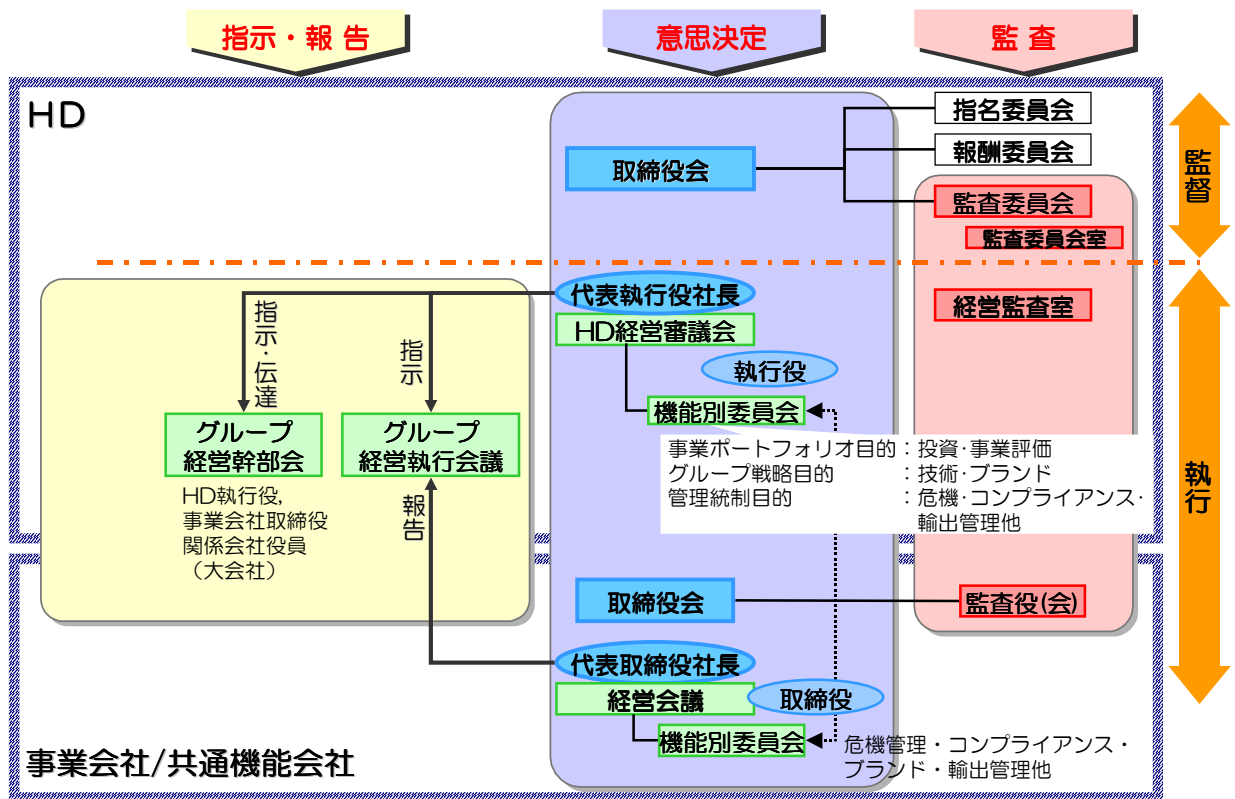 指示・報 告
意思決定
監 査
HD
指名委員会
報酬委員会
取締役会
監査委員会
監査委員会室
監督
代表執行役社長
HD経営審議会
経営監査室
執行役
機能別委員会
指示・伝達
指示
グループ
経営幹部会
グループ
経営執行会議
HD執行役,
事業会社取締役
関係会社役員
（大会社）
報告
事業ポートフォリオ目的：投資・事業評価
グループ戦略目的　　　：技術・ブランド
管理統制目的　　　　　：危機・コンプライアンス・
輸出管理他
執行
取締役会
監査役(会)
代表取締役社長
経営会議
取締役
機能別委員会
危機管理・コンプライアンス・
ブランド・輸出管理他
事業会社/共通機能会社